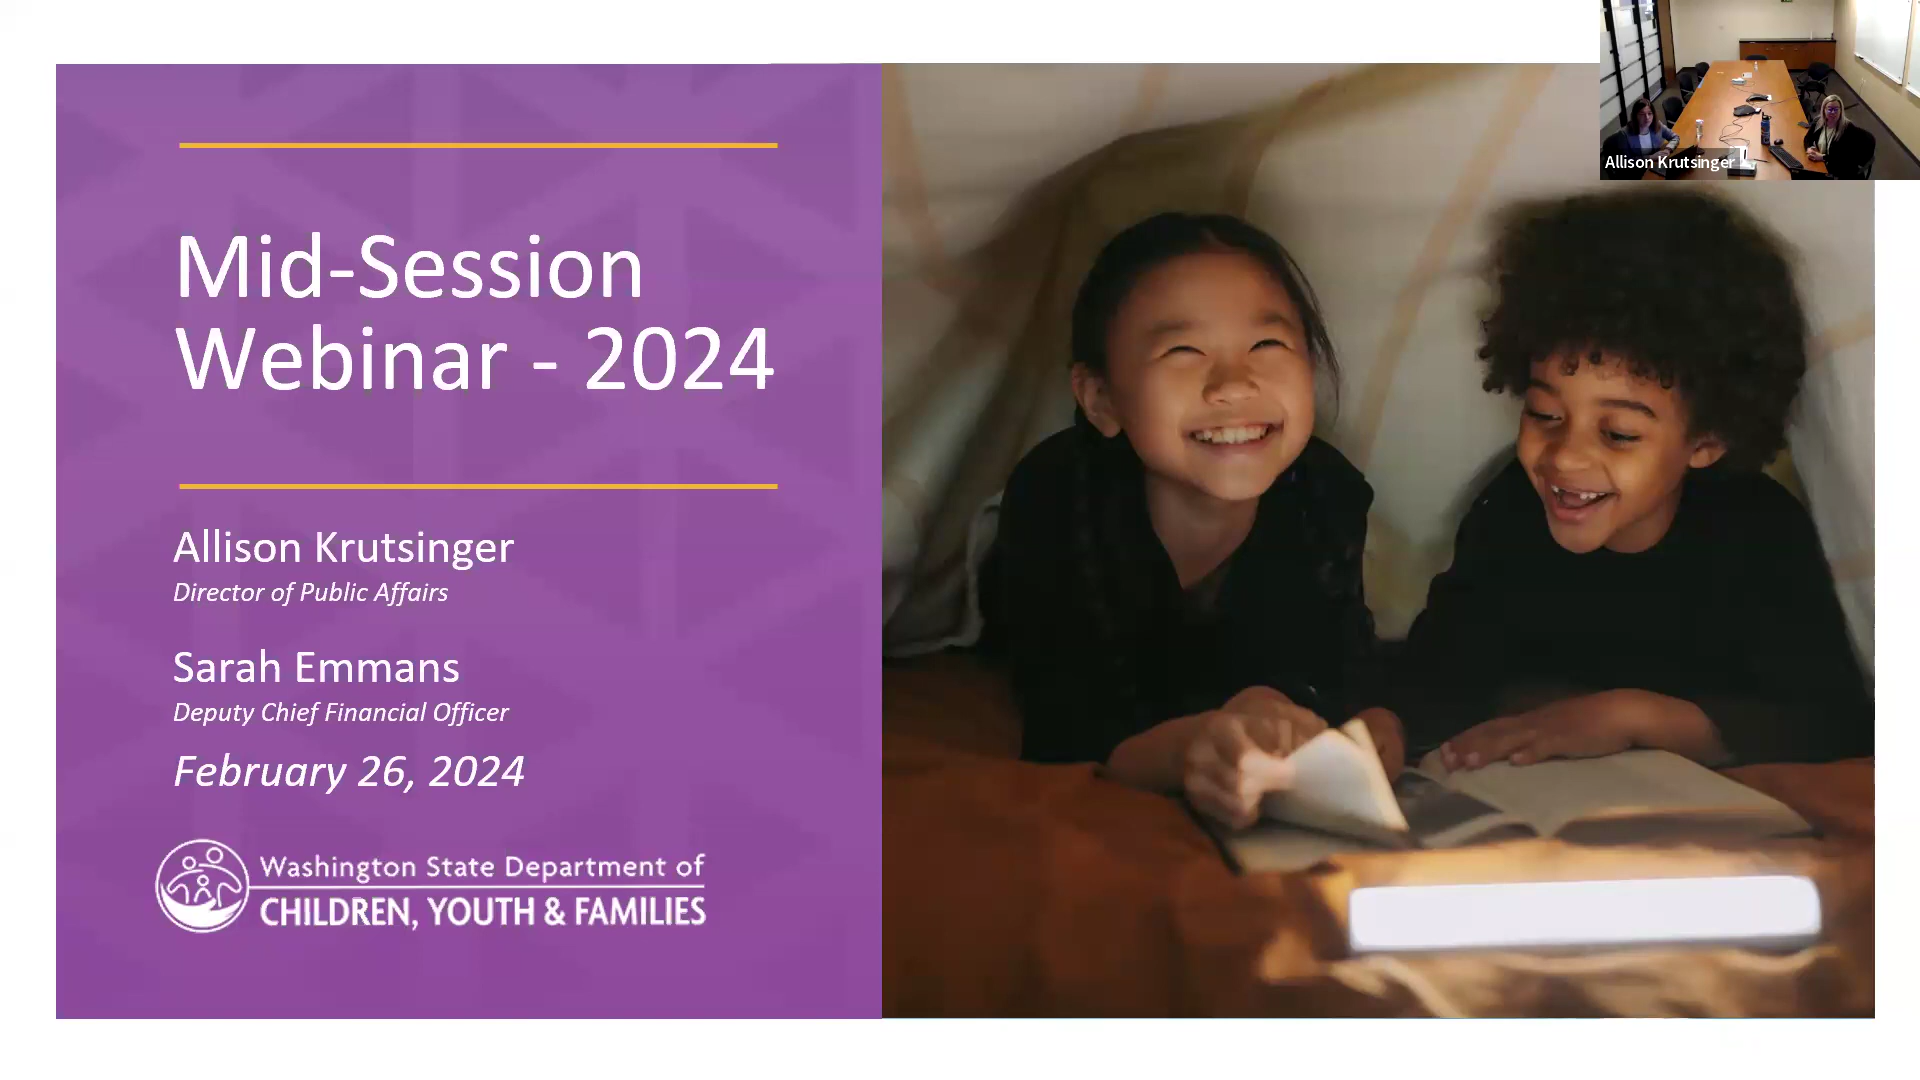 Mid-Session
Webinar - 2024
Allison Krutsinger
Director of Public Affairs
Sarah Emmans
Deputy Chief Financial Officer
February 26, 2024
Washington State Department of
CHILDREN, YOUTH & FAMILIES
Allison Krutsinger